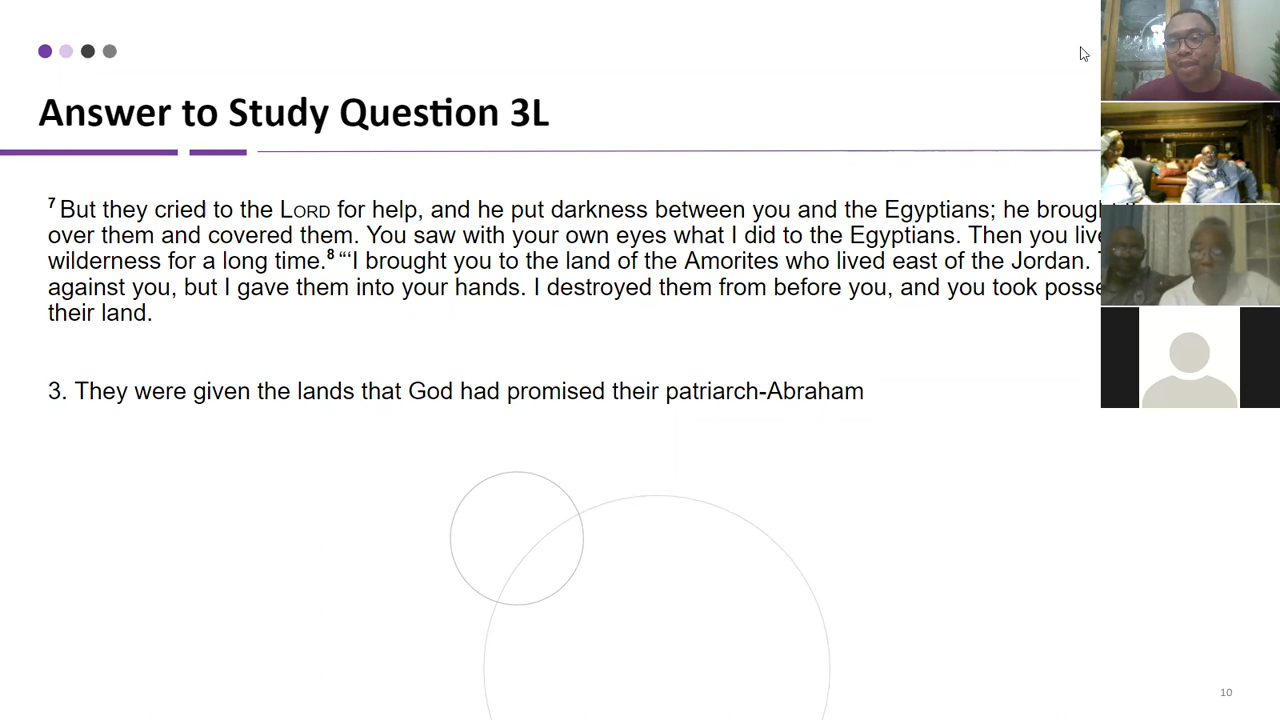 Answer to Study Question 3L
7 But they cried to the LORD for help, and he put darkness between you and the Egyptians; he brough
over them and covered them. You saw with your own eyes what I did to the Egyptians. Then you live
wilderness for a long time.8 “‘I brought you to the land of the Amorites who lived east of the Jordan.
against you, but I gave them into your hands. I destroyed them from before you, and you took posse
their land.
3. They were given the lands that God had promised their patriarch-Abraham
10